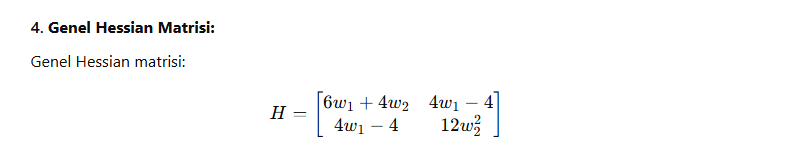 4. Genel Hessian Matrisi:
Genel Hessian matrisi:
H = [6w₁ + 4w₂ 4w₁ − 4
4w₁ − 4 12w₂²]